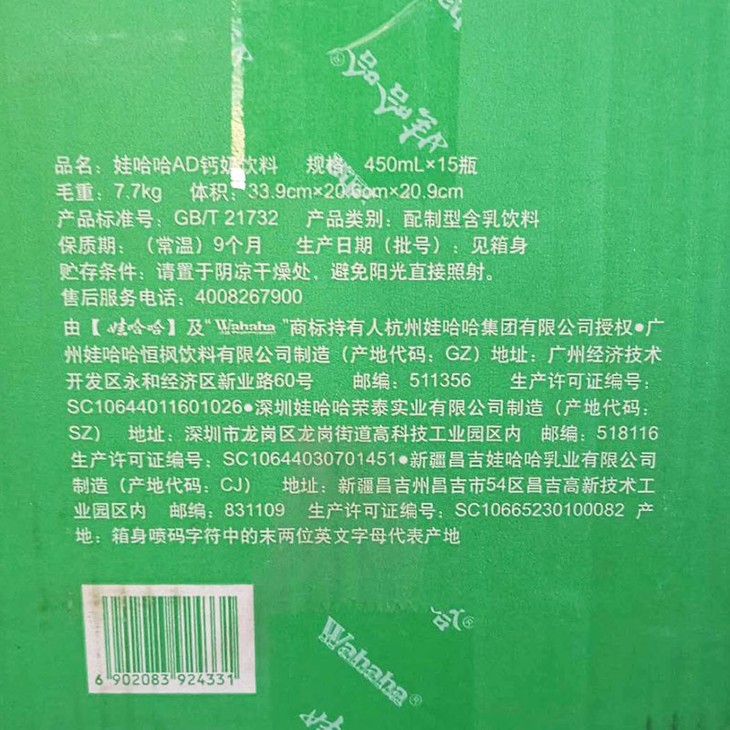 哈哈
品名：娃哈哈AD钙奶饮料 规格：450mL×15瓶
毛重：7.7kg 体积：33.9cm×20.6cm×20.9cm
产品标准号：GB/T 21732 产品类别：配制型含乳饮料
保质期：（常温）9个月 生产日期（批号）：见箱身
贮存条件：请置于阴凉干燥处，避免阳光直接照射。
售后服务电话：4008267900
由【娃哈哈】及“Wahaha”商标持有人杭州娃哈哈集团有限公司授权●广
州娃哈哈恒枫饮料有限公司制造（产地代码：GZ）地址：广州经济技术
开发区永和经济区新业路60号 邮编：511356 生产许可证编号：
SC10644011601026●深圳娃哈哈荣泰实业有限公司制造（产地代码：
SZ） 地址：深圳市龙岗区龙岗街道高科技工业园区内 邮编：518116
生产许可证编号：SC10644030701451●新疆昌吉娃哈哈乳业有限公司
制造（产地代码：CJ） 地址：新疆昌吉州昌吉市54区昌吉高新技术工
业园区内 邮编：831109 生产许可证编号：SC10665230100082 产
地：箱身喷码字符中的末两位英文字母代表产地
哈®
Wahaha®
6 902083 924331
娃